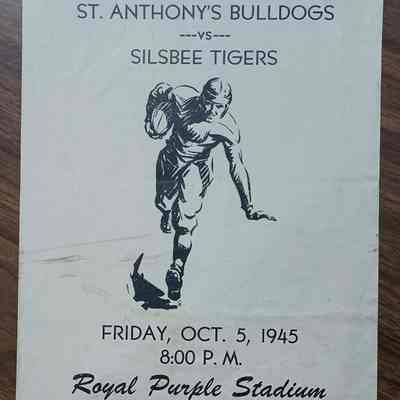 ST. ANTHONY'S BULLDOGS
---VS---
SILSBEE TIGERS
FRIDAY, OCT. 5, 1945
8:00 P. M.
Royal Purple Stadium